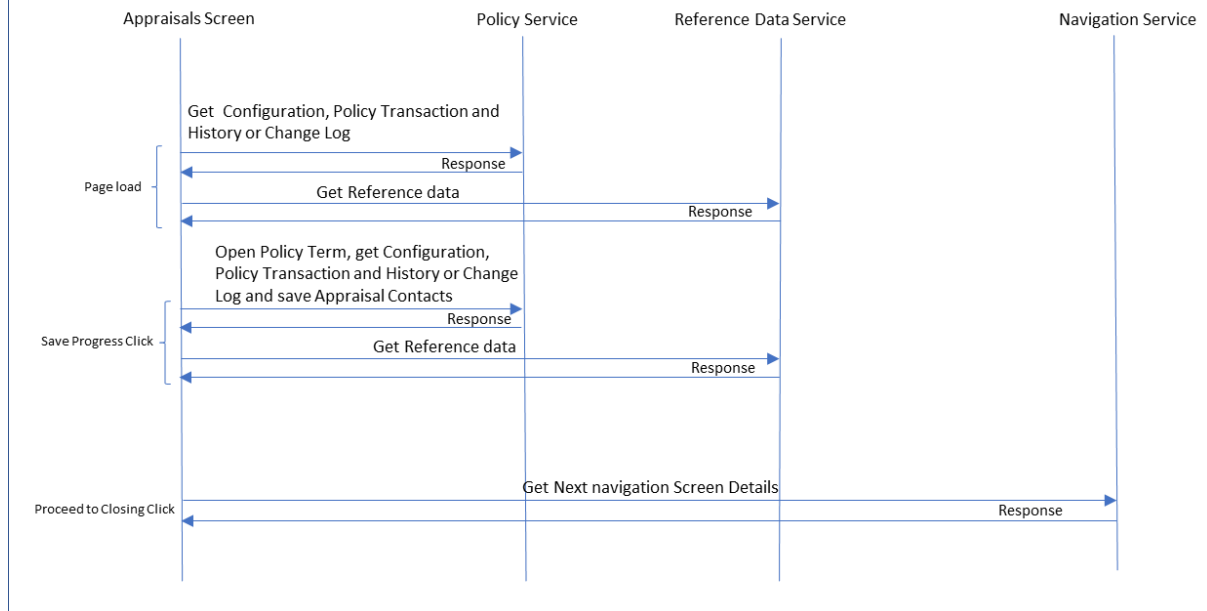 Appraisals Screen
Policy Service
Reference Data Service
Navigation Service
Get  Configuration, Policy Transaction and
History or Change Log
Response
Page load
Get Reference data
Response
Open Policy Term, get Configuration,
Policy Transaction and History or Change
Log and save Appraisal Contacts
Response
Save Progress Click
Get Reference data
Response
Get Next navigation Screen Details
Proceed to Closing Click
Response